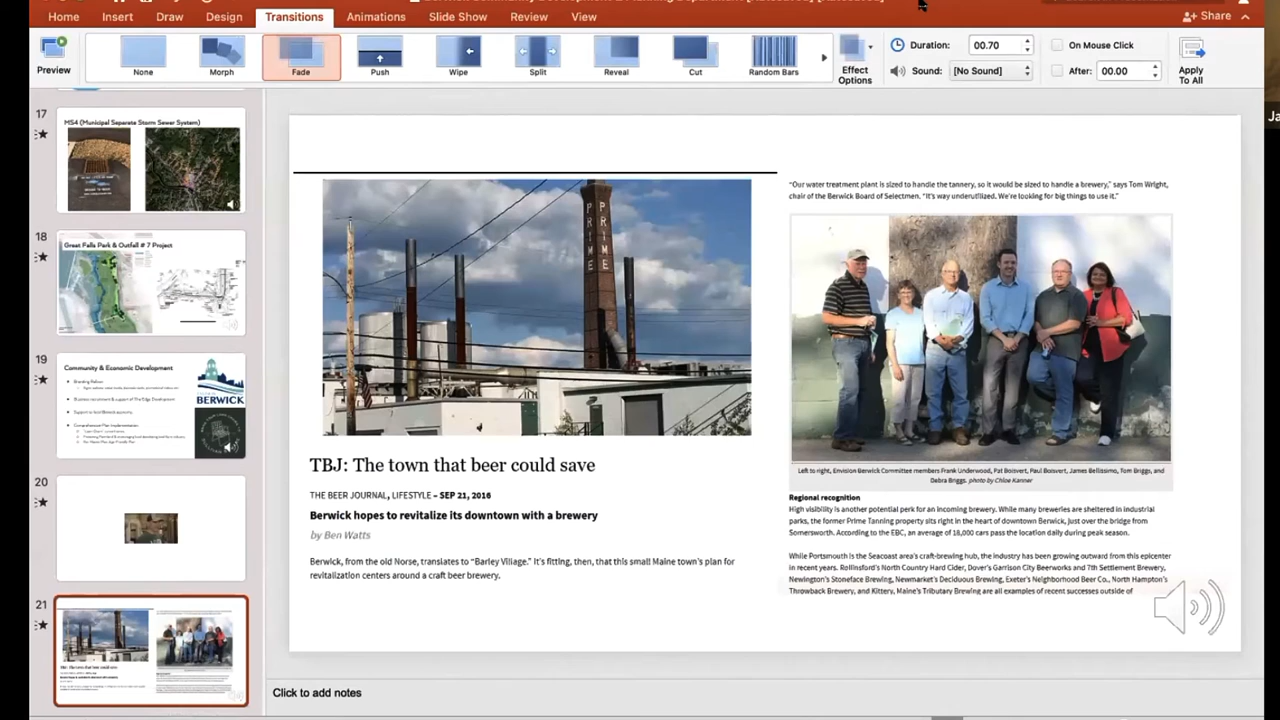 Home Insert Draw Design Transitions Animations Slide Show Review View
Share
Preview
None Morph Fade Push Wipe Split Reveal Cut Random Bars
Effect
Options
Duration: 00.70
Sound: [No Sound]
On Mouse Click
After: 00.00
Apply
To All
17
MS4 (Municipal Separate Storm Sewer System)
18
Great Falls Park & Outfall # 7 Project
19
Community & Economic Development
BERWICK
20
21
PRIME
PRIME
TBJ: The town that beer could save
THE BEER JOURNAL, LIFESTYLE – SEP 21, 2016
Berwick hopes to revitalize its downtown with a brewery
by Ben Watts
Berwick, from the old Norse, translates to “Barley Village.” It's fitting, then, that this small Maine town's plan for
revitalization centers around a craft beer brewery.
“Our water treatment plant is sized to handle the tannery, so it would be sized to handle a brewery,” says Tom Wright,
chair of the Berwick Board of Selectmen. “It's way underutilized. We're looking for big things to use it.”
Left to right, Envision Berwick Committee members Frank Underwood, Pat Boisvert, Paul Boisvert, James Bellissimo, Tom Briggs, and
Debra Briggs. photo by Chloe Kanner
Regional recognition
High visibility is another potential perk for an incoming brewery. While many breweries are sheltered in industrial
parks, the former Prime Tanning property sits right in the heart of downtown Berwick, just over the bridge from
Somersworth. According to the EBC, an average of 18,000 cars pass the location daily during peak season.
While Portsmouth is the Seacoast area's craft-brewing hub, the industry has been growing outward from this epicenter
in recent years. Rollinsford's North Country Hard Cider, Dover's Garrison City Beerworks and 7th Settlement Brewery,
Newington's Stoneface Brewing, Newmarket's Deciduous Brewing, Exeter's Neighborhood Beer Co., North Hampton's
Throwback Brewery, and Kittery, Maine's Tributary Brewing are all examples of recent successes outside of
Click to add notes
Ja